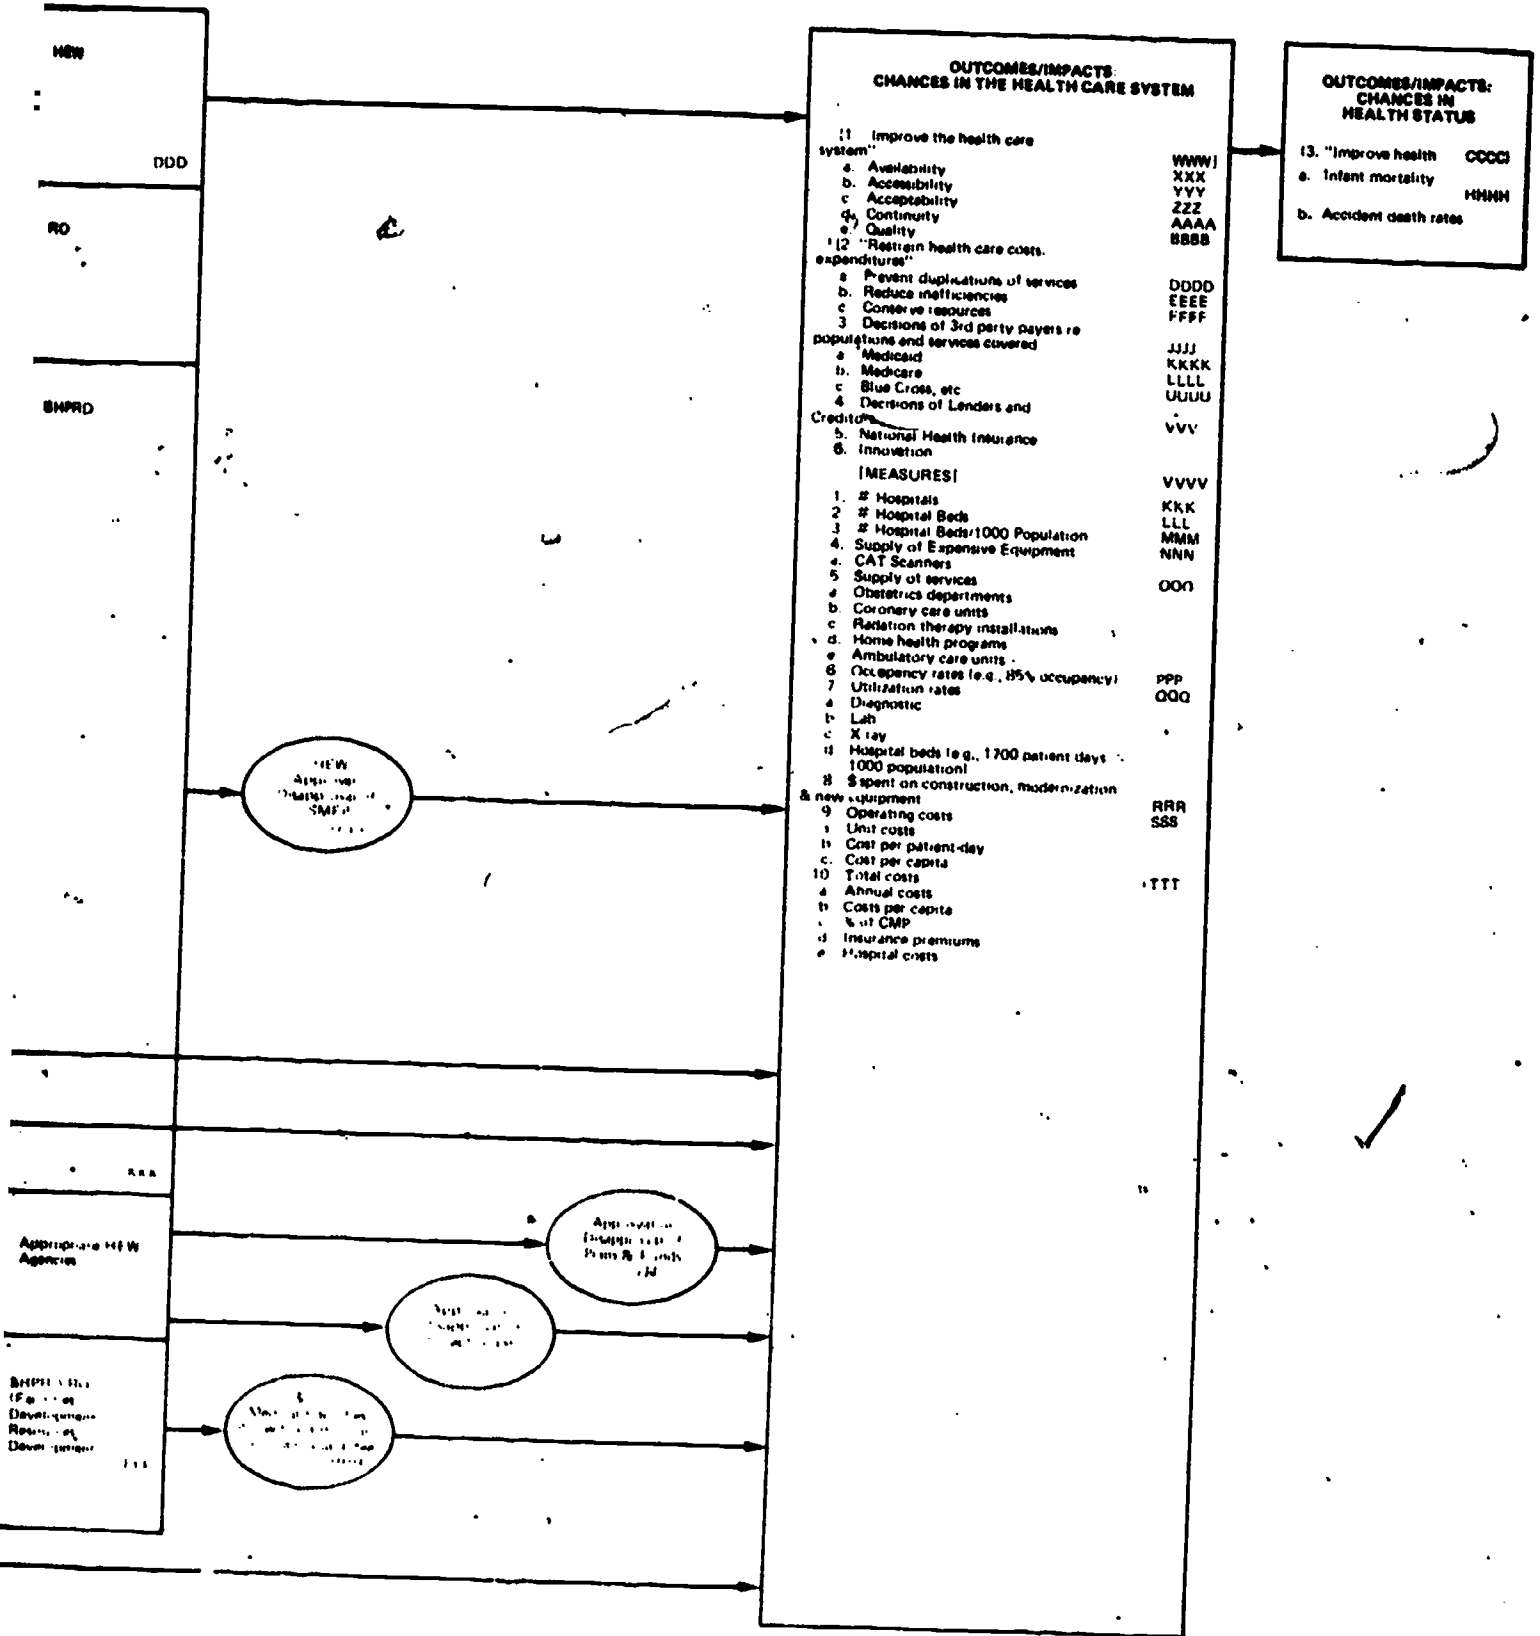 HEW
DDD
RO
BHPRD
OUTCOMES/IMPACTS:
CHANCES IN THE HEALTH CARE SYSTEM
[1 Improve the health care
system"
WWW]
a. Availability XXX
b. Accessibility YYY
c Acceptability ZZZ
d. Continuity AAAA
e. Quality BBBB
[2 "Restrain health care costs.
expenditures"
a Prevent duplications of services DDDD
b. Reduce inefficiencies EEEE
c Conserve resources FFFF
3 Decisions of 3rd party payers re
populations and services covered JJJJ
a Medicaid KKKK
b. Medicare LLLL
c Blue Cross, etc UUUU
4 Decisions of Lenders and
Creditors VVV
5. National Health Insurance
6. Innovation
[MEASURES] VVVV
1. # Hospitals KKK
2 # Hospital Beds LLL
3 # Hospital Beds/1000 Population MMM
4. Supply of Expensive Equipment NNN
a. CAT Scanners
5 Supply of services OOO
a Obstetrics departments
b. Coronary care units
c Radiation therapy installations
d. Home health programs
e Ambulatory care units
6 Occupancy rates (e.g., 85% occupancy) PPP
7 Utilization rates QQQ
a Diagnostic
b Lab
c X ray
d Hospital beds (e.g., 1700 patient days
1000 population)
8 $ spent on construction, modernization
& new equipment RRR
9 Operating costs SSS
Unit costs
b Cost per patient-day
c. Cost per capita
10 Total costs TTT
a Annual costs
b Costs per capita
% of CMP
d Insurance premiums
e Hospital costs
OUTCOMES/IMPACTS:
CHANCES IN
HEALTH STATUS
13. "Improve health CCCC]
a. Infant mortality
HHHH
b. Accident death rates
HEW
SMFP
Appropriate HEW
Agencies
Development
Development